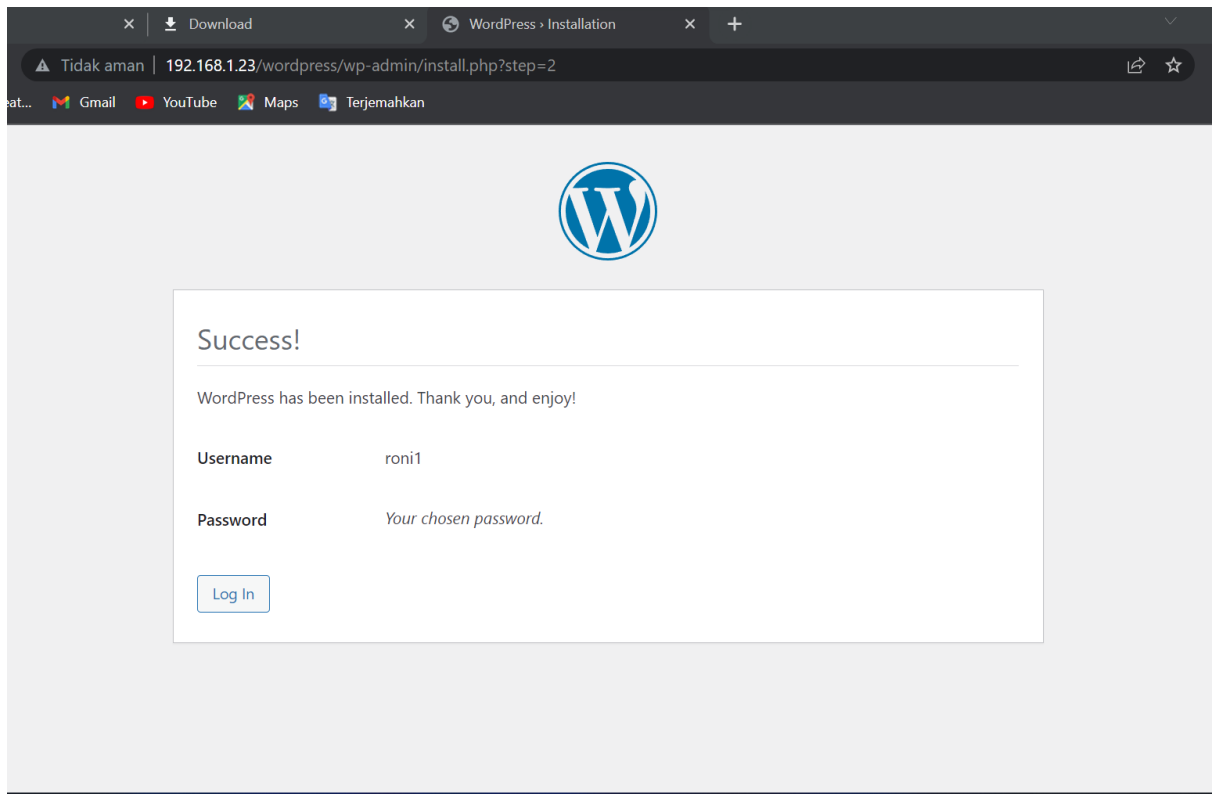 Download
WordPress › Installation
Tidak aman | 192.168.1.23/wordpress/wp-admin/install.php?step=2
eat... Gmail YouTube Maps Terjemahkan
Success!
WordPress has been installed. Thank you, and enjoy!
Username roni1
Password Your chosen password.
Log In